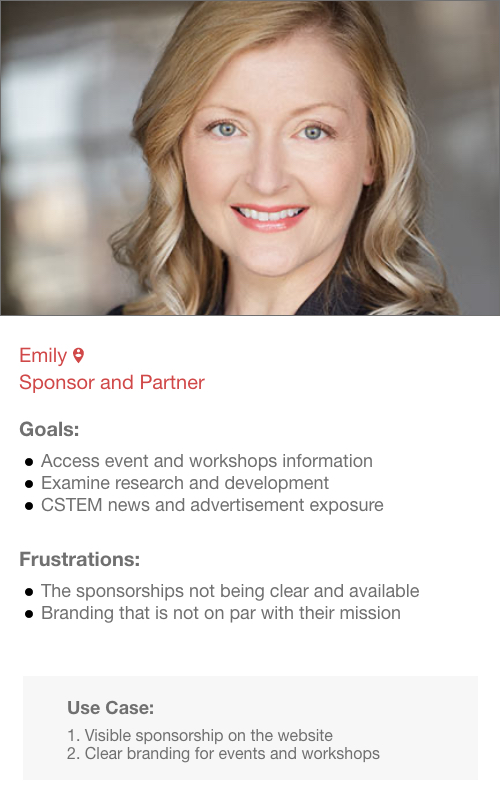 Emily
Sponsor and Partner
Goals:
● Access event and workshops information
● Examine research and development
● CSTEM news and advertisement exposure
Frustrations:
● The sponsorships not being clear and available
● Branding that is not on par with their mission
Use Case:
1. Visible sponsorship on the website
2. Clear branding for events and workshops